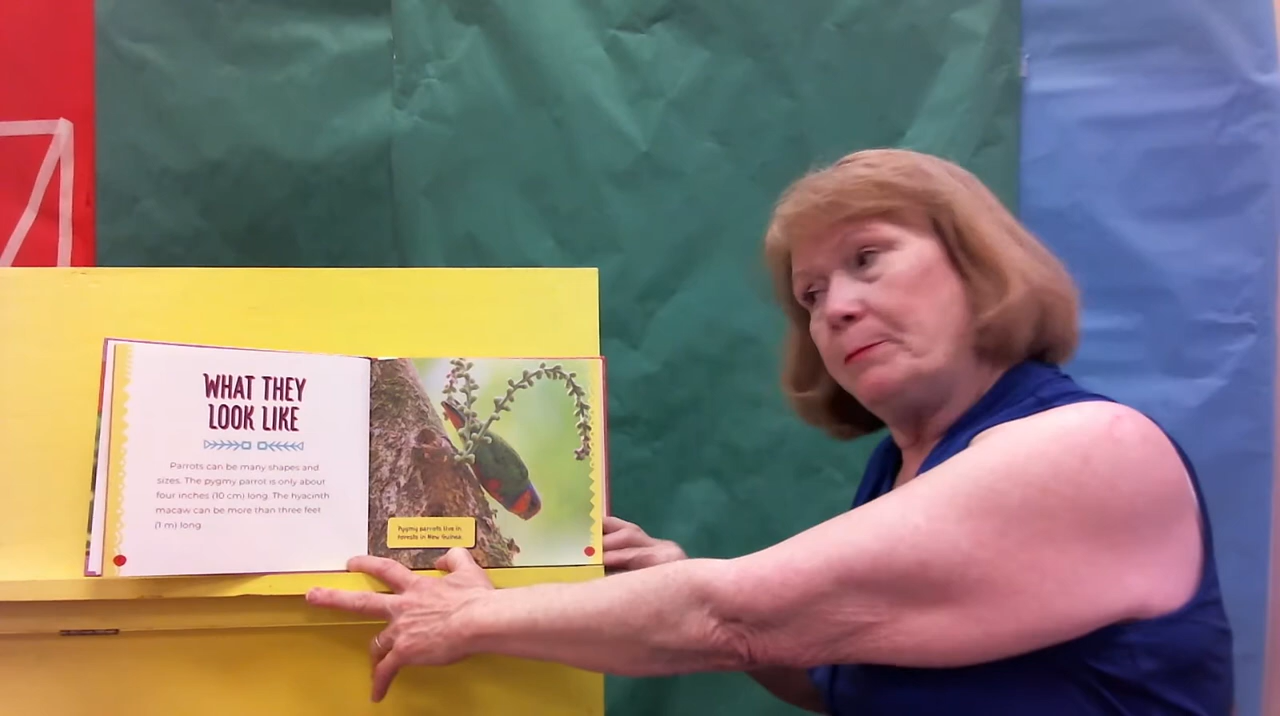 WHAT THEY
LOOK LIKE
Parrots can be many shapes and
sizes. The pygmy parrot is only about
four inches (10 cm) long. The hyacinth
macaw can be more than three feet
(1 m) long.
Pygmy parrots live in
forests in New Guinea.